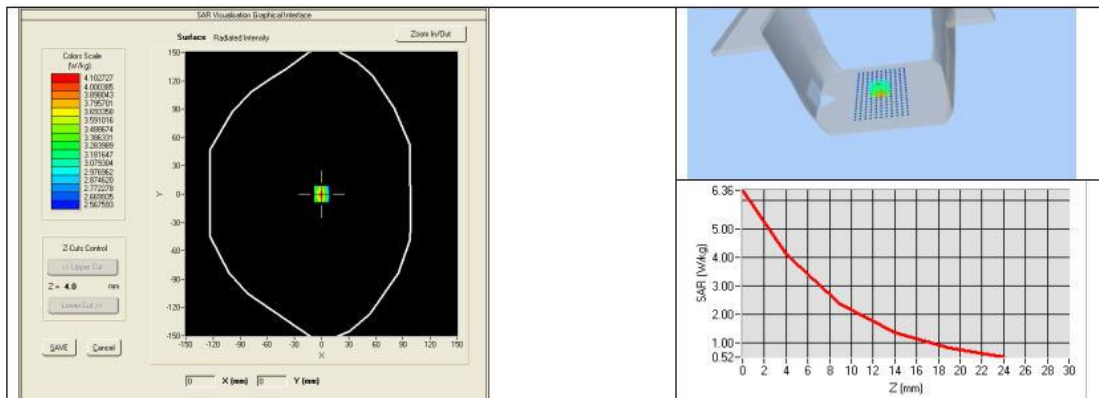 SAR Visualisation Graphical Interface
Surface Radiated Intensity
Zoom In/Out
Colors Scale
(W/kg)
4.102727
4.000385
3.898043
3.795701
3.693358
3.591016
3.488674
3.386331
3.283989
3.181647
3.079304
2.976962
2.874620
2.772278
2.669935
2.567593
Z-Cuts Control
<< Upper Cut
Z = 4.0 mm
Lower Cut >>
SAVE Cancel
150
120
90
60
30
0
-30
-60
-90
-120
-150
Y
-150 -120 -90 -60 -30 0 30 60 90 120 150
X
0 X (mm) 0 Y (mm)
6.36
5.00
4.00
3.00
2.00
1.00
0.52
SAR (W/kg)
0 2 4 6 8 10 12 14 16 18 20 22 24 26 28 30
Z (mm)